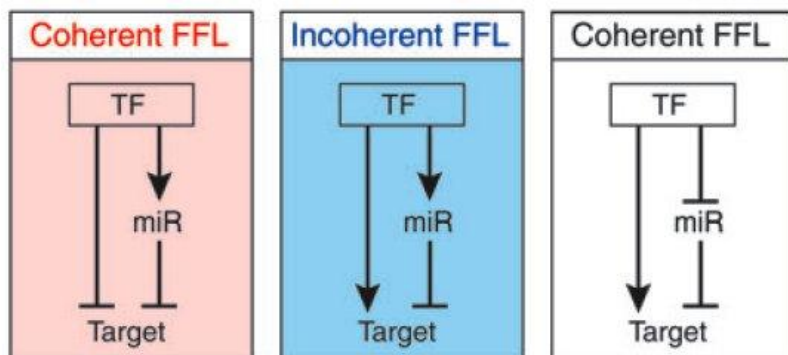 Coherent FFL
TF
miR
Target
Incoherent FFL
TF
miR
Target
Coherent FFL
TF
miR
Target